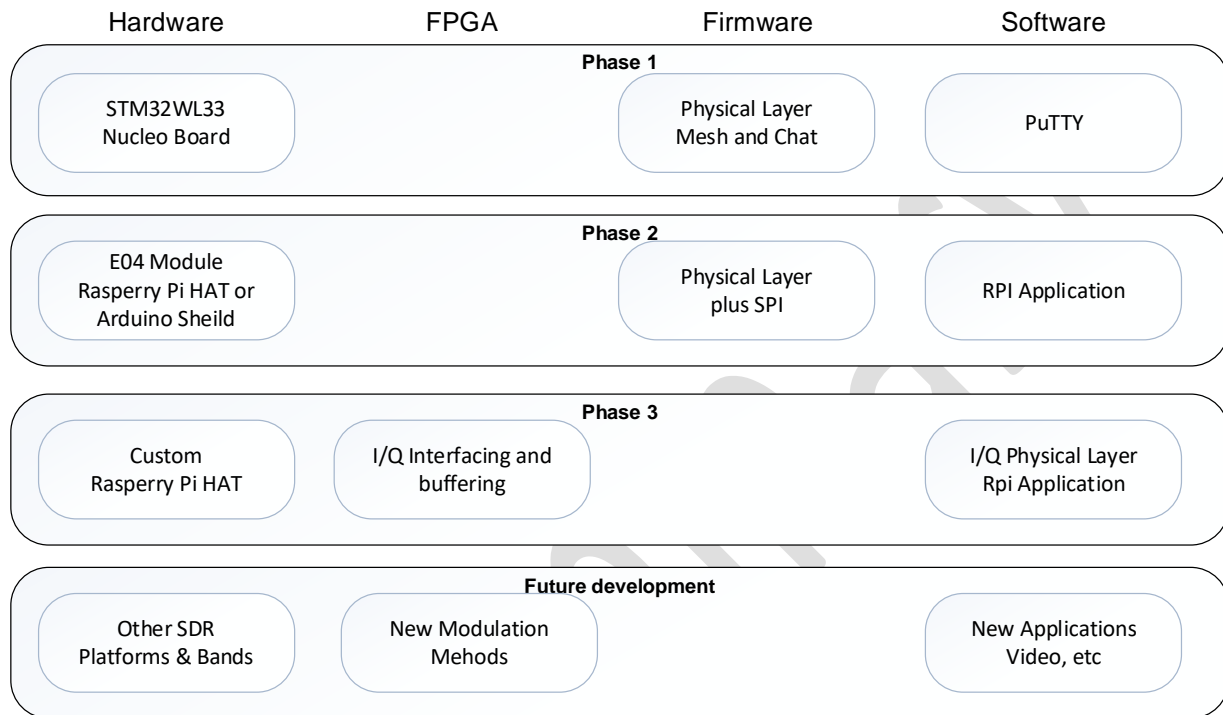 Hardware FPGA Firmware Software
Phase 1
STM32WL33
Nucleo Board
Physical Layer
Mesh and Chat
PuTTY
Phase 2
E04 Module
Rasperry Pi HAT or
Arduino Sheild
Physical Layer
plus SPI
RPI Application
Phase 3
Custom
Rasperry Pi HAT
I/Q Interfacing and
buffering
I/Q Physical Layer
Rpi Application
Future development
Other SDR
Platforms & Bands
New Modulation
Mehods
New Applications
Video, etc